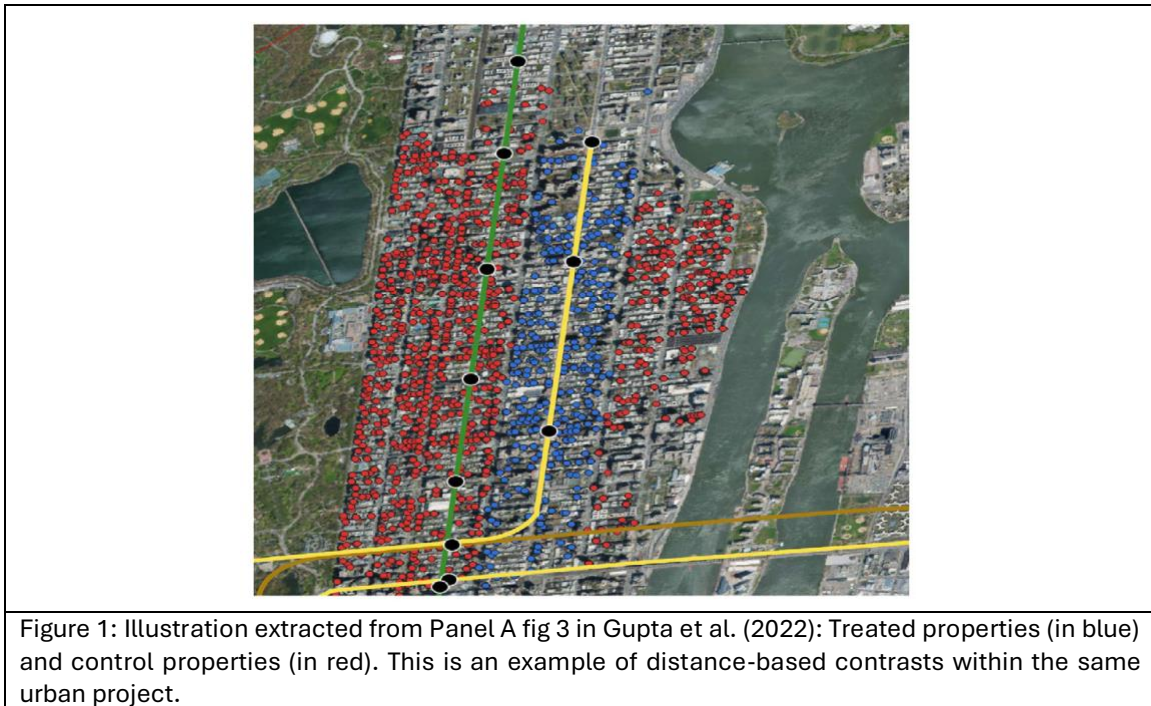 Figure 1: Illustration extracted from Panel A fig 3 in Gupta et al. (2022): Treated properties (in blue)
and control properties (in red). This is an example of distance-based contrasts within the same
urban project.